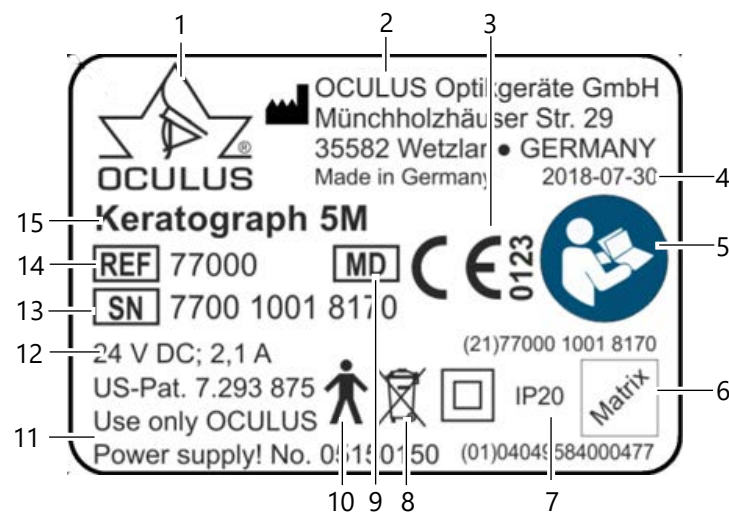 1
2
3
OCULUS Optikgeräte GmbH
Münchholzhäuser Str. 29
35582 Wetzlar ● GERMANY
Made in Germany
2018-07-30
4
®
OCULUS
15
Keratograph 5M
14
REF 77000
MD
CE 0123
5
13
SN 7700 1001 8170
12
24 V DC; 2,1 A
(21)77000 1001 8170
US-Pat. 7.293 875
IP20
Matrix
6
Use only OCULUS
11
Power supply! No. 05150150
(01)04049584000477
10
9
8
7